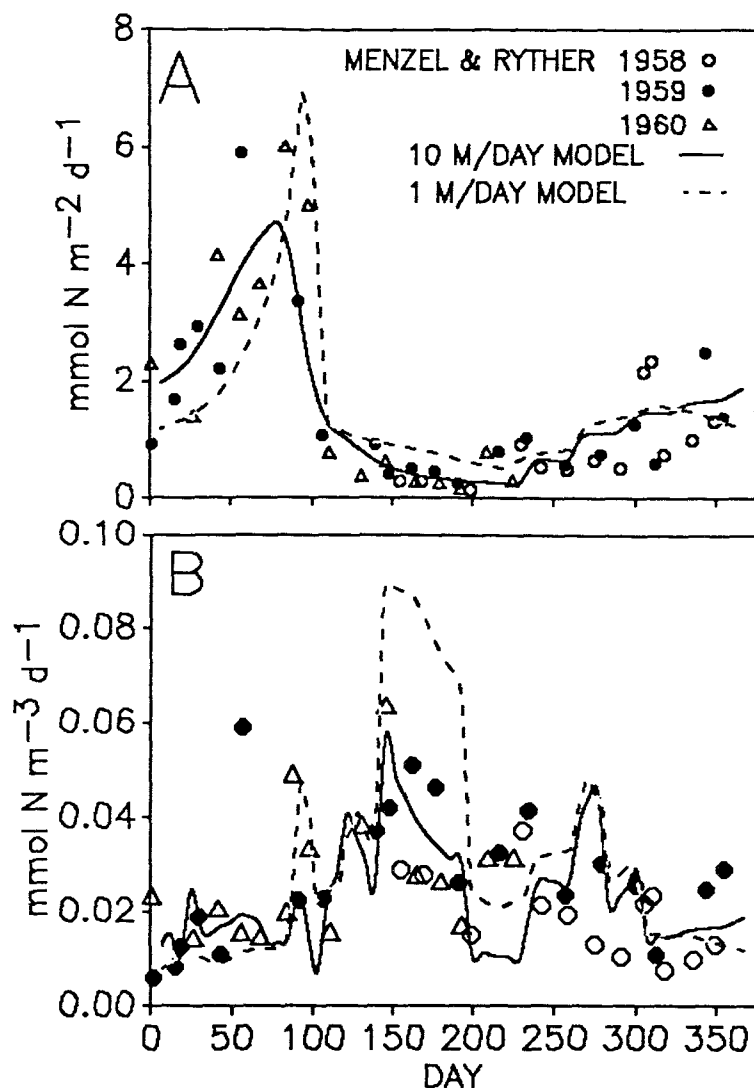 8
A
MENZEL & RYTHER 1958
1959
1960
10 M/DAY MODEL
1 M/DAY MODEL
6
4
2
0
mmol N m-2 d-1
0.10
B
0.08
0.06
0.04
0.02
0.00
mmol N m-3 d-1
0 50 100 150 200 250 300 350
DAY